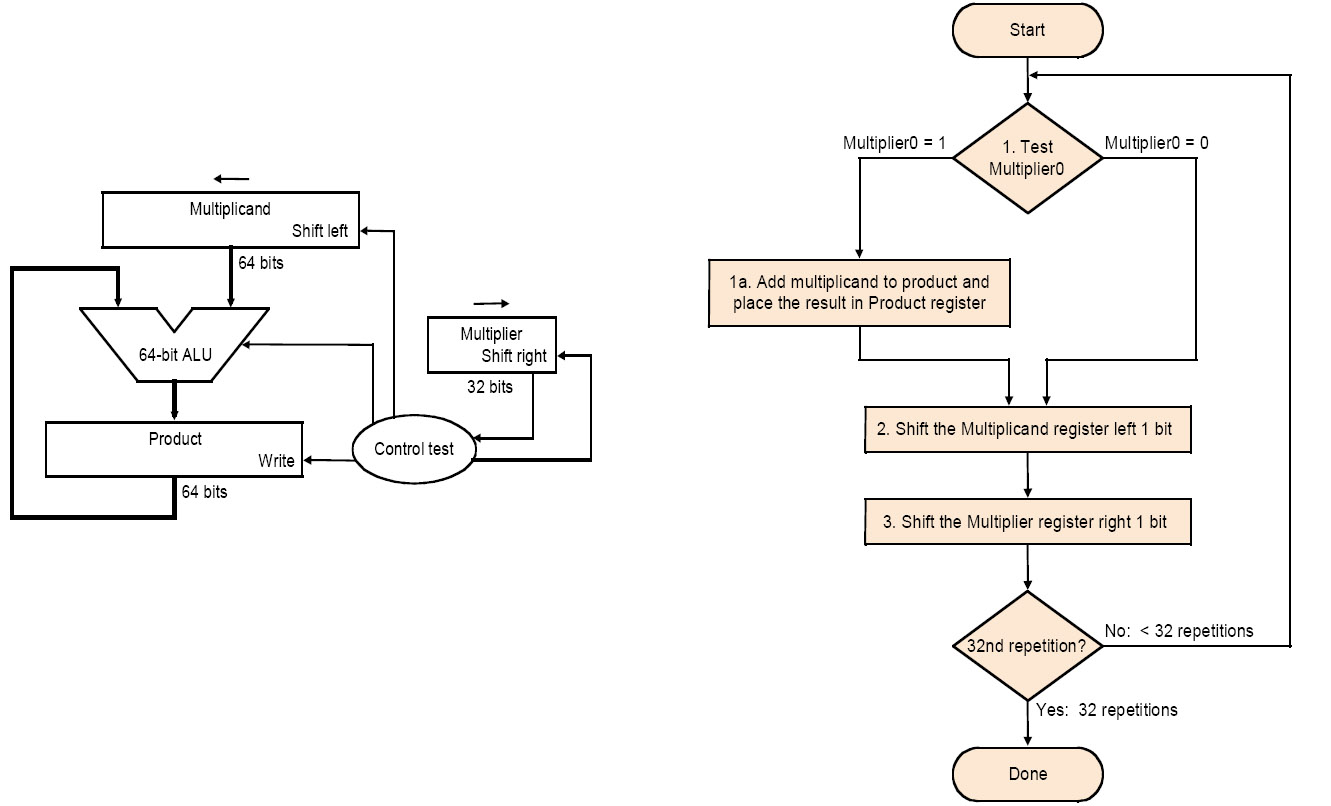 Multiplicand
Shift left
64 bits
64-bit ALU
Multiplier
Shift right
32 bits
Product
Write
64 bits
Control test
Start
Multiplier0 = 1
1. Test
Multiplier0
Multiplier0 = 0
1a. Add multiplicand to product and
place the result in Product register
2. Shift the Multiplicand register left 1 bit
3. Shift the Multiplier register right 1 bit
32nd repetition?
No: < 32 repetitions
Yes: 32 repetitions
Done